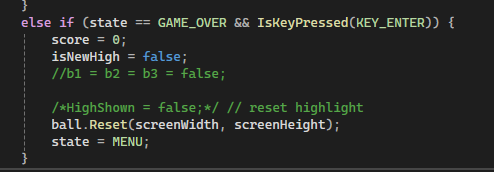 }
else if (state == GAME_OVER && IsKeyPressed(KEY_ENTER)) {
score = 0;
isNewHigh = false;
//b1 = b2 = b3 = false;
/*HighShown = false;*/ // reset highlight
ball.Reset(screenWidth, screenHeight);
state = MENU;
}